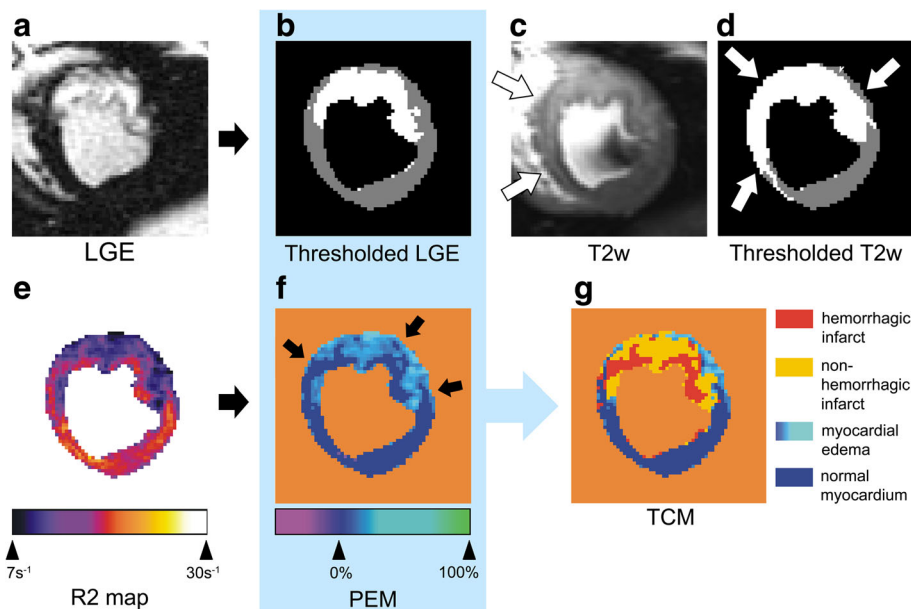 a
b
c
d
LGE
Thresholded LGE
T2w
Thresholded T2w
e
f
g
hemorrhagic
infarct
non-
hemorrhagic
infarct
myocardial
edema
normal
myocardium
TCM
7s-1
30s-1
R2 map
0%
100%
PEM